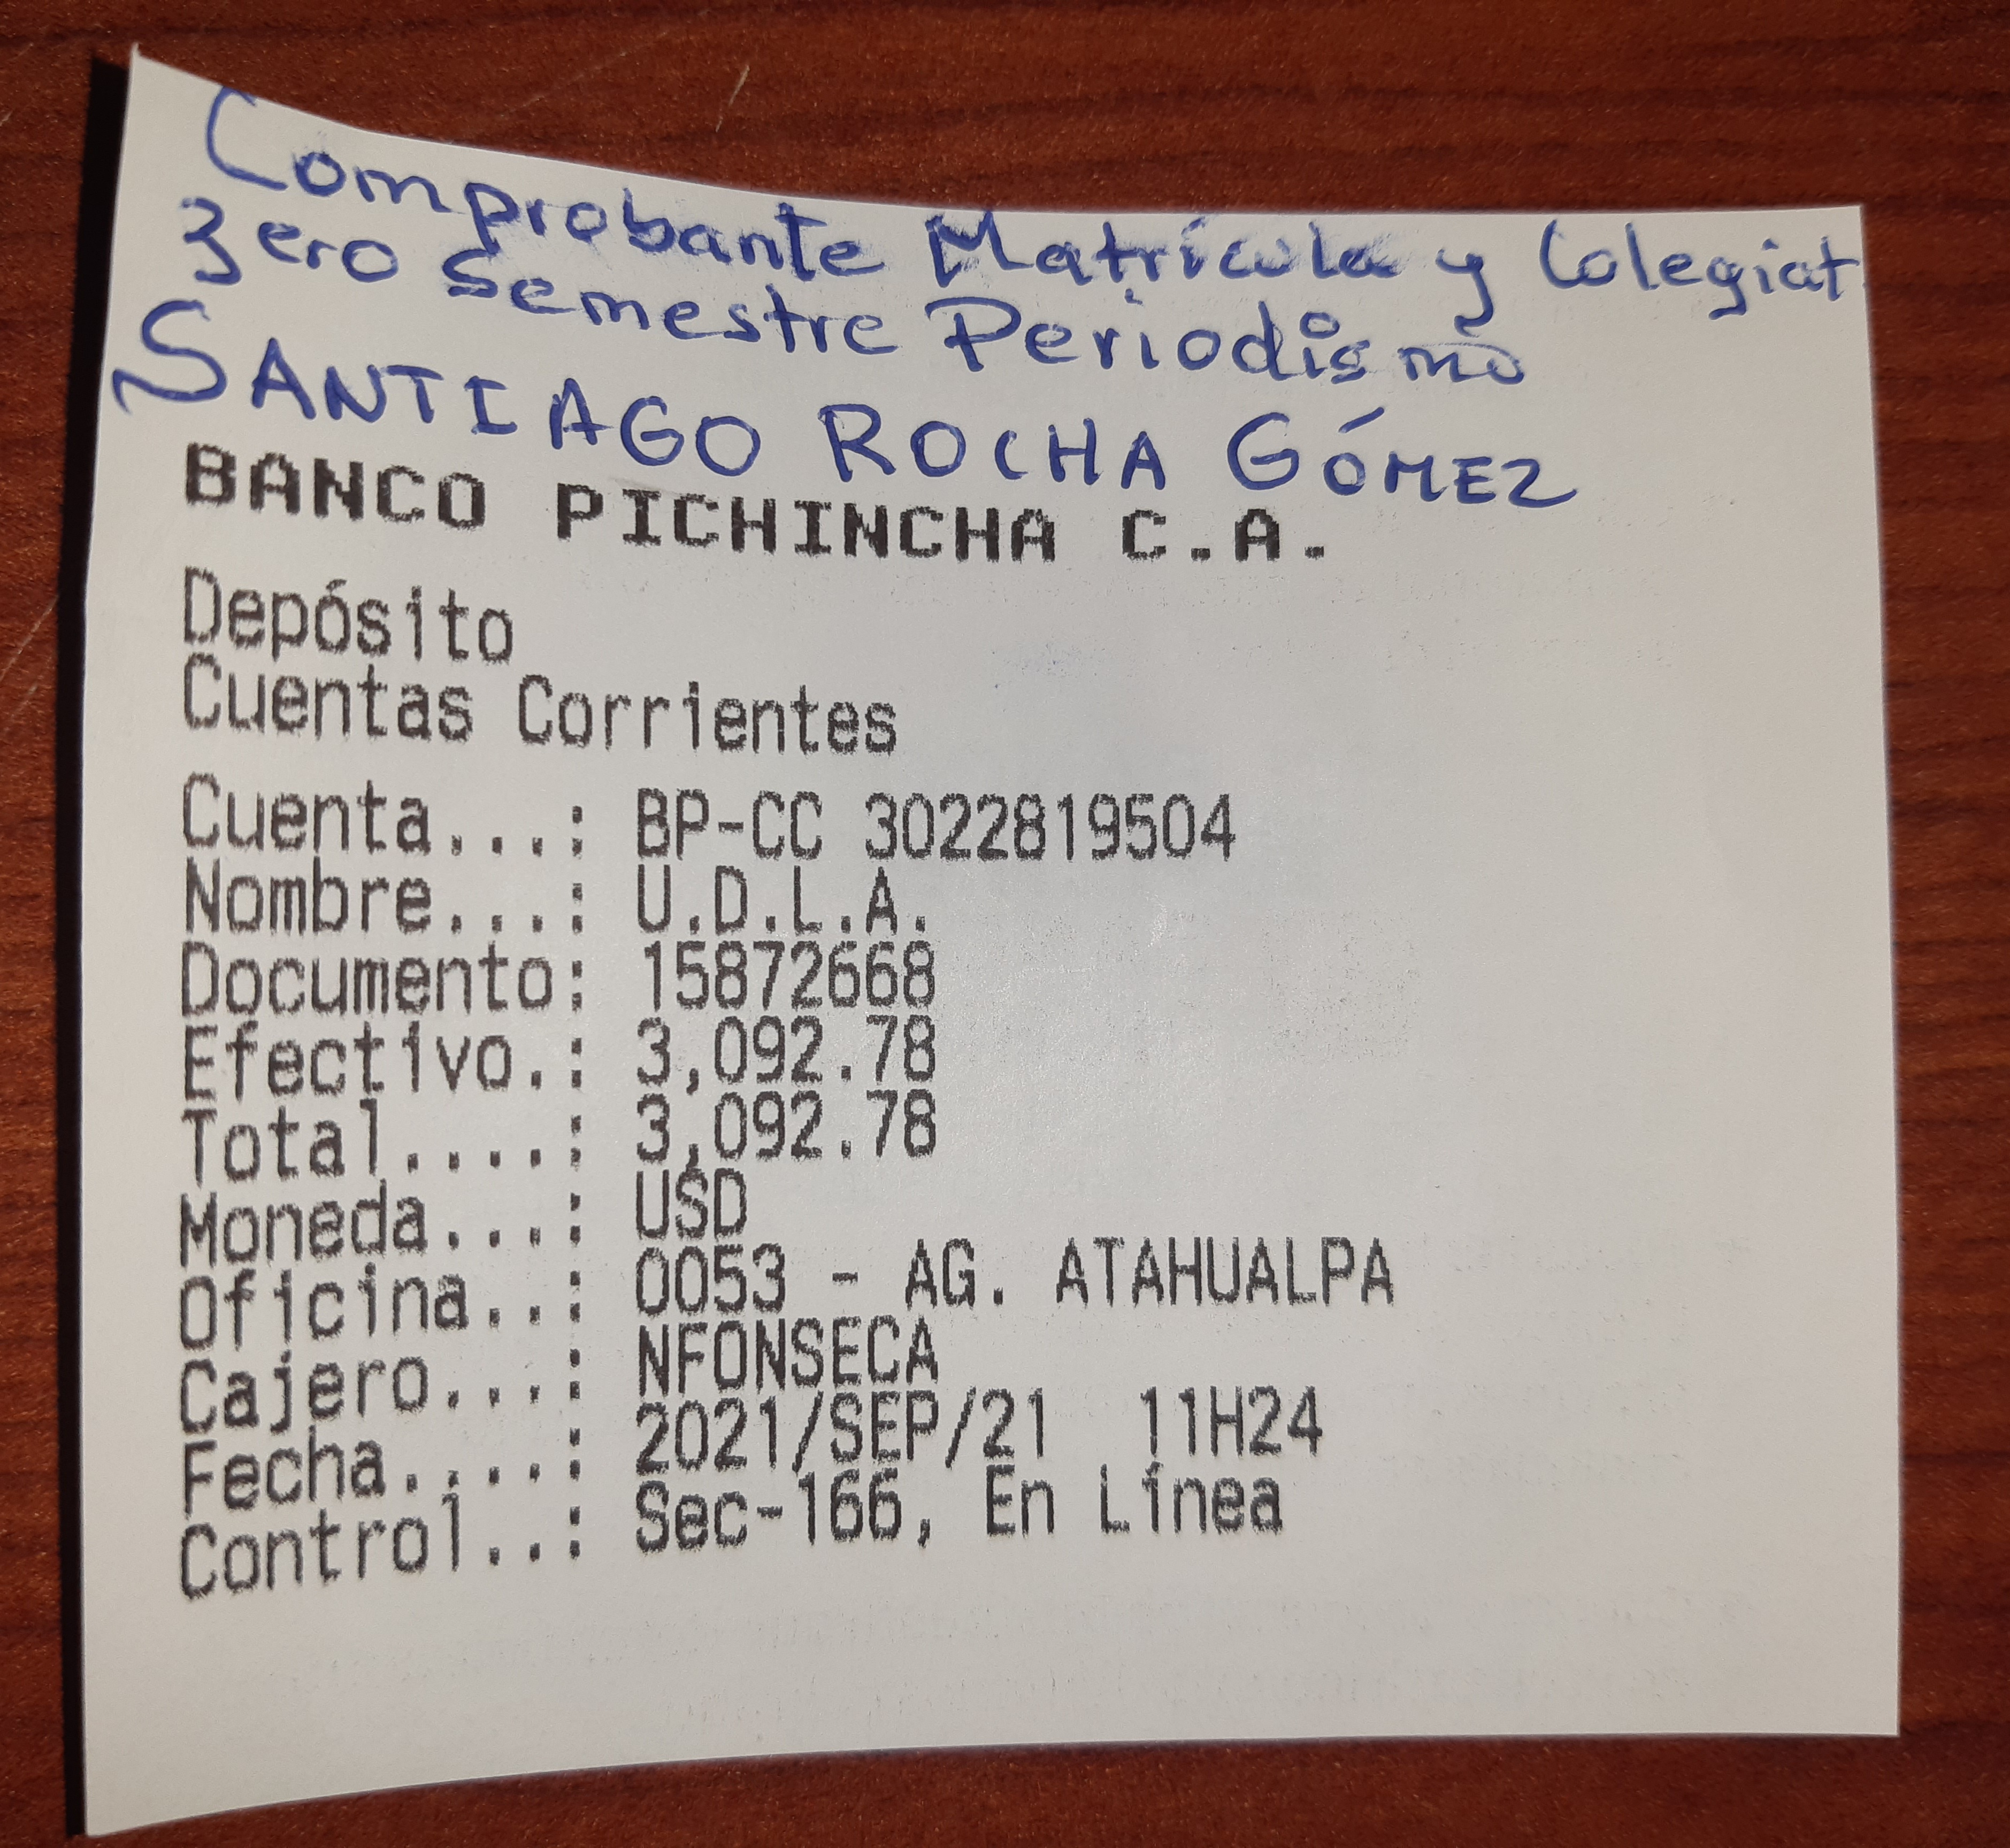 Comprobante Matrícula y Colegiat.
3ero Semestre Periodismo
SANTIAGO ROCHA GÓMEZ
BANCO PICHINCHA C.A.
Depósito
Cuentas Corrientes
Cuenta...: BP-CC 3022819504
Nombre...: U.D.L.A.
Documento: 15872668
Efectivo.: 3,092.78
Total....: 3,092.78
Moneda...: USD
Oficina..: 0053 - AG. ATAHUALPA
Cajero...: NFONSECA
Fecha....: 2021/SEP/21 11H24
Control..: Sec-166, En Línea